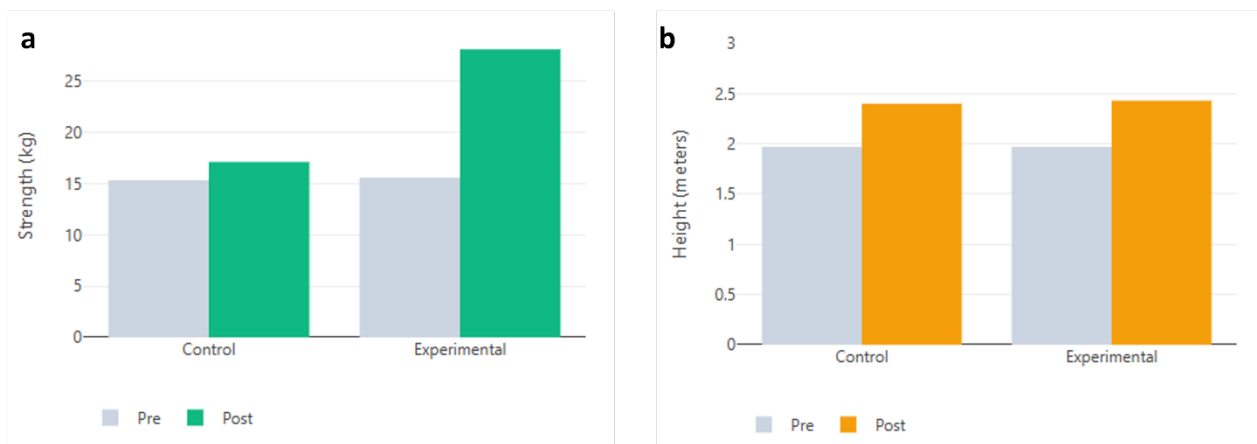 a
Strength (kg)
25
20
15
10
5
0
Control
Experimental
Pre
Post
b
Height (meters)
3
2.5
2
1.5
1
0.5
0
Control
Experimental
Pre
Post